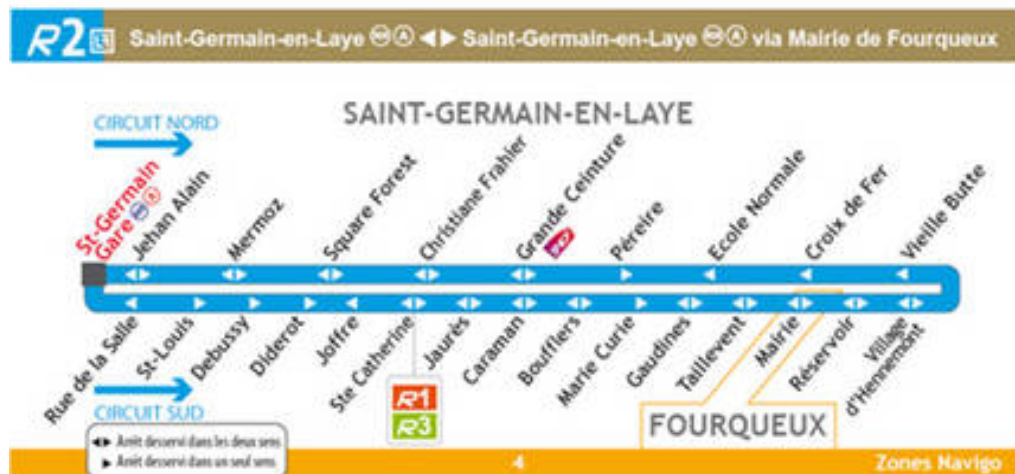 R2 Saint-Germain-en-Laye RER A ◄► Saint-Germain-en-Laye RER A via Mairie de Fourqueux
CIRCUIT NORD
SAINT-GERMAIN-EN-LAYE
St-Germain
Gare RER A
Jehan Alain
Mermoz
Square Forest
Christiane Frahier
Grande Ceinture
Péreire
Ecole Normale
Croix de Fer
Vieille Butte
Rue de la Salle
St-Louis
Debussy
Diderot
Joffre
Ste Catherine
Jaurès
Caraman
Boufflers
Marie Curie
Gaudines
Taillevent
Mairie
Réservoir
Village
d'Hennemont
CIRCUIT SUD
R1
R3
FOURQUEUX
◄► Arrêt desservi dans les deux sens
► Arrêt desservi dans un seul sens
4
Zones Navigo